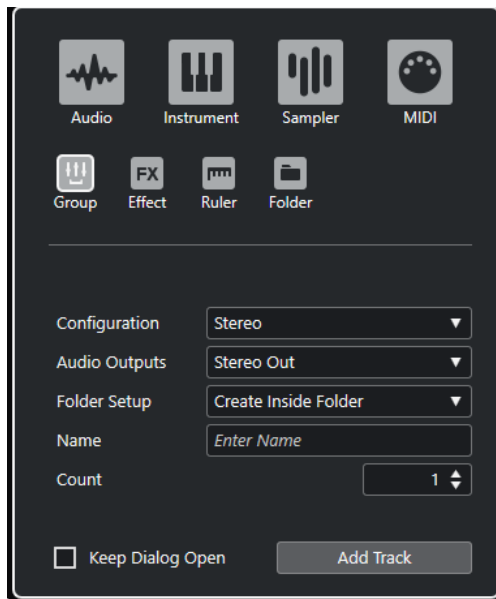 Audio Instrument Sampler MIDI
FX
Group Effect Ruler Folder
Configuration Stereo
Audio Outputs Stereo Out
Folder Setup Create Inside Folder
Name Enter Name
Count 1
Keep Dialog Open Add Track